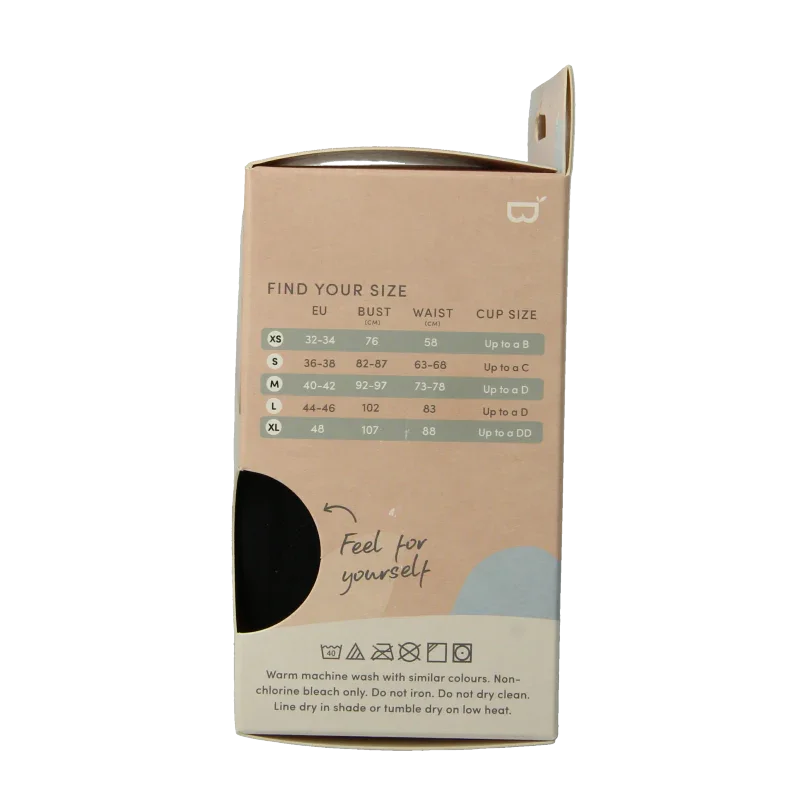 B
FIND YOUR SIZE
EU BUST WAIST CUP SIZE
(CM) (CM)
XS 32-34 76 58 Up to a B
S 36-38 82-87 63-68 Up to a C
M 40-42 92-97 73-78 Up to a D
L 44-46 102 83 Up to a D
XL 48 107 88 Up to a DD
Feel for
yourself
40
Warm machine wash with similar colours. Non-
chlorine bleach only. Do not iron. Do not dry clean.
Line dry in shade or tumble dry on low heat.